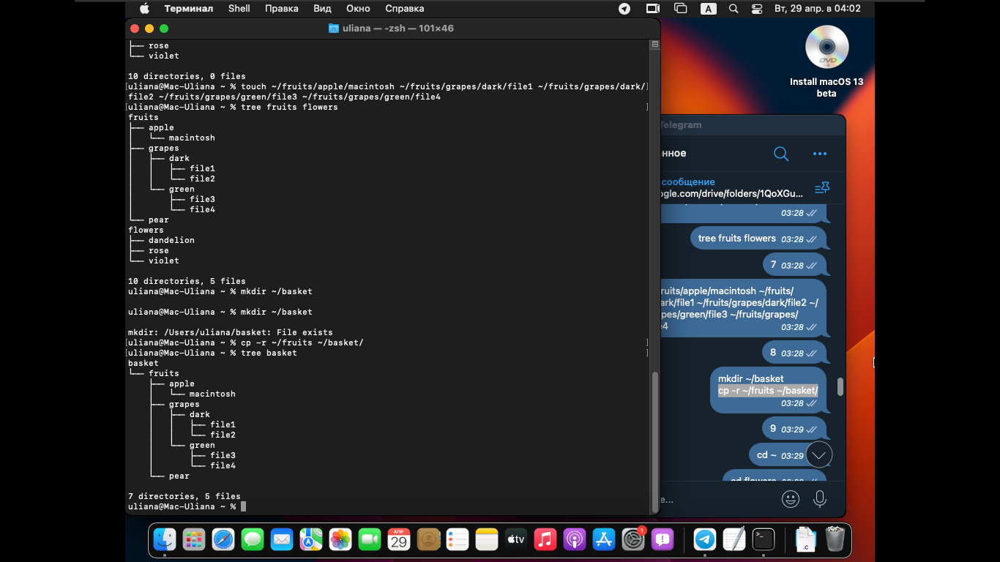 Терминал Shell Правка Вид Окно Справка A Вт, 29 апр. в 04:02
uliana — -zsh — 101×46
├── rose
└── violet
10 directories, 0 files
[uliana@Mac-Uliana ~ % touch ~/fruits/apple/macintosh ~/fruits/grapes/dark/file1 ~/fruits/grapes/dark/]
file2 ~/fruits/grapes/green/file3 ~/fruits/grapes/green/file4
[uliana@Mac-Uliana ~ % tree fruits flowers ]
fruits
├── apple
│   └── macintosh
├── grapes
│   ├── dark
│   │   ├── file1
│   │   └── file2
│   └── green
│       ├── file3
│       └── file4
└── pear
flowers
├── dandelion
├── rose
└── violet
10 directories, 5 files
uliana@Mac-Uliana ~ % mkdir ~/basket
uliana@Mac-Uliana ~ % mkdir ~/basket
mkdir: /Users/uliana/basket: File exists
[uliana@Mac-Uliana ~ % cp -r ~/fruits ~/basket/ ]
[uliana@Mac-Uliana ~ % tree basket ]
basket
└── fruits
    ├── apple
    │   └── macintosh
    ├── grapes
    │   ├── dark
    │   │   ├── file1
    │   │   └── file2
    │   └── green
    │       ├── file3
    │       └── file4
    └── pear
7 directories, 5 files
uliana@Mac-Uliana ~ %
DVD
Install macOS 13
beta
Telegram
нное
сообщение
ogle.com/drive/folders/1QoXGu...
03:28
tree fruits flowers 03:28
7 03:28
ruits/apple/macintosh ~/fruits/
ark/file1 ~/fruits/grapes/dark/file2 ~/
pes/green/file3 ~/fruits/grapes/
4 03:28
8 03:28
mkdir ~/basket
cp -r ~/fruits ~/basket/
03:28
9 03:29
cd ~ 03:29
cd flowers
е...
АПР.
29
tv
1
>_
.c